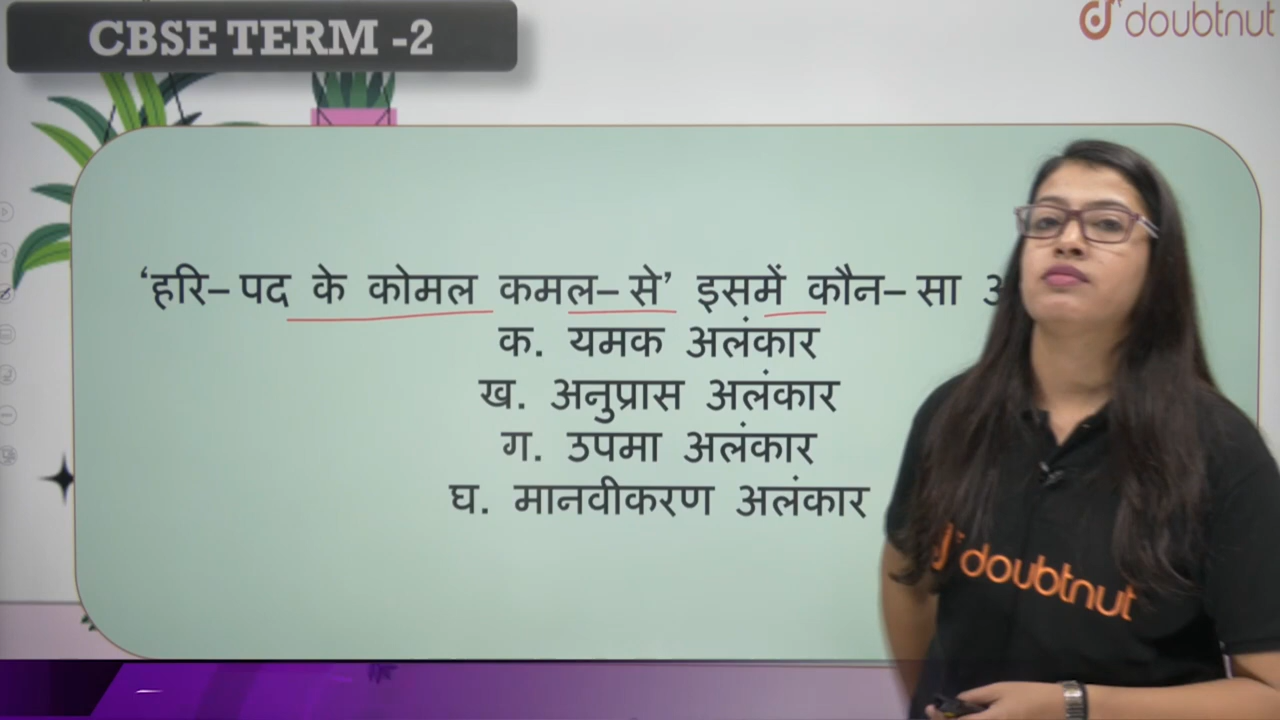 CBSE TERM -2
doubtnut
‘हरि– पद के कोमल कमल– से’ इसमें कौन– सा
क. यमक अलंकार
ख. अनुप्रास अलंकार
ग. उपमा अलंकार
घ. मानवीकरण अलंकार
doubtnut